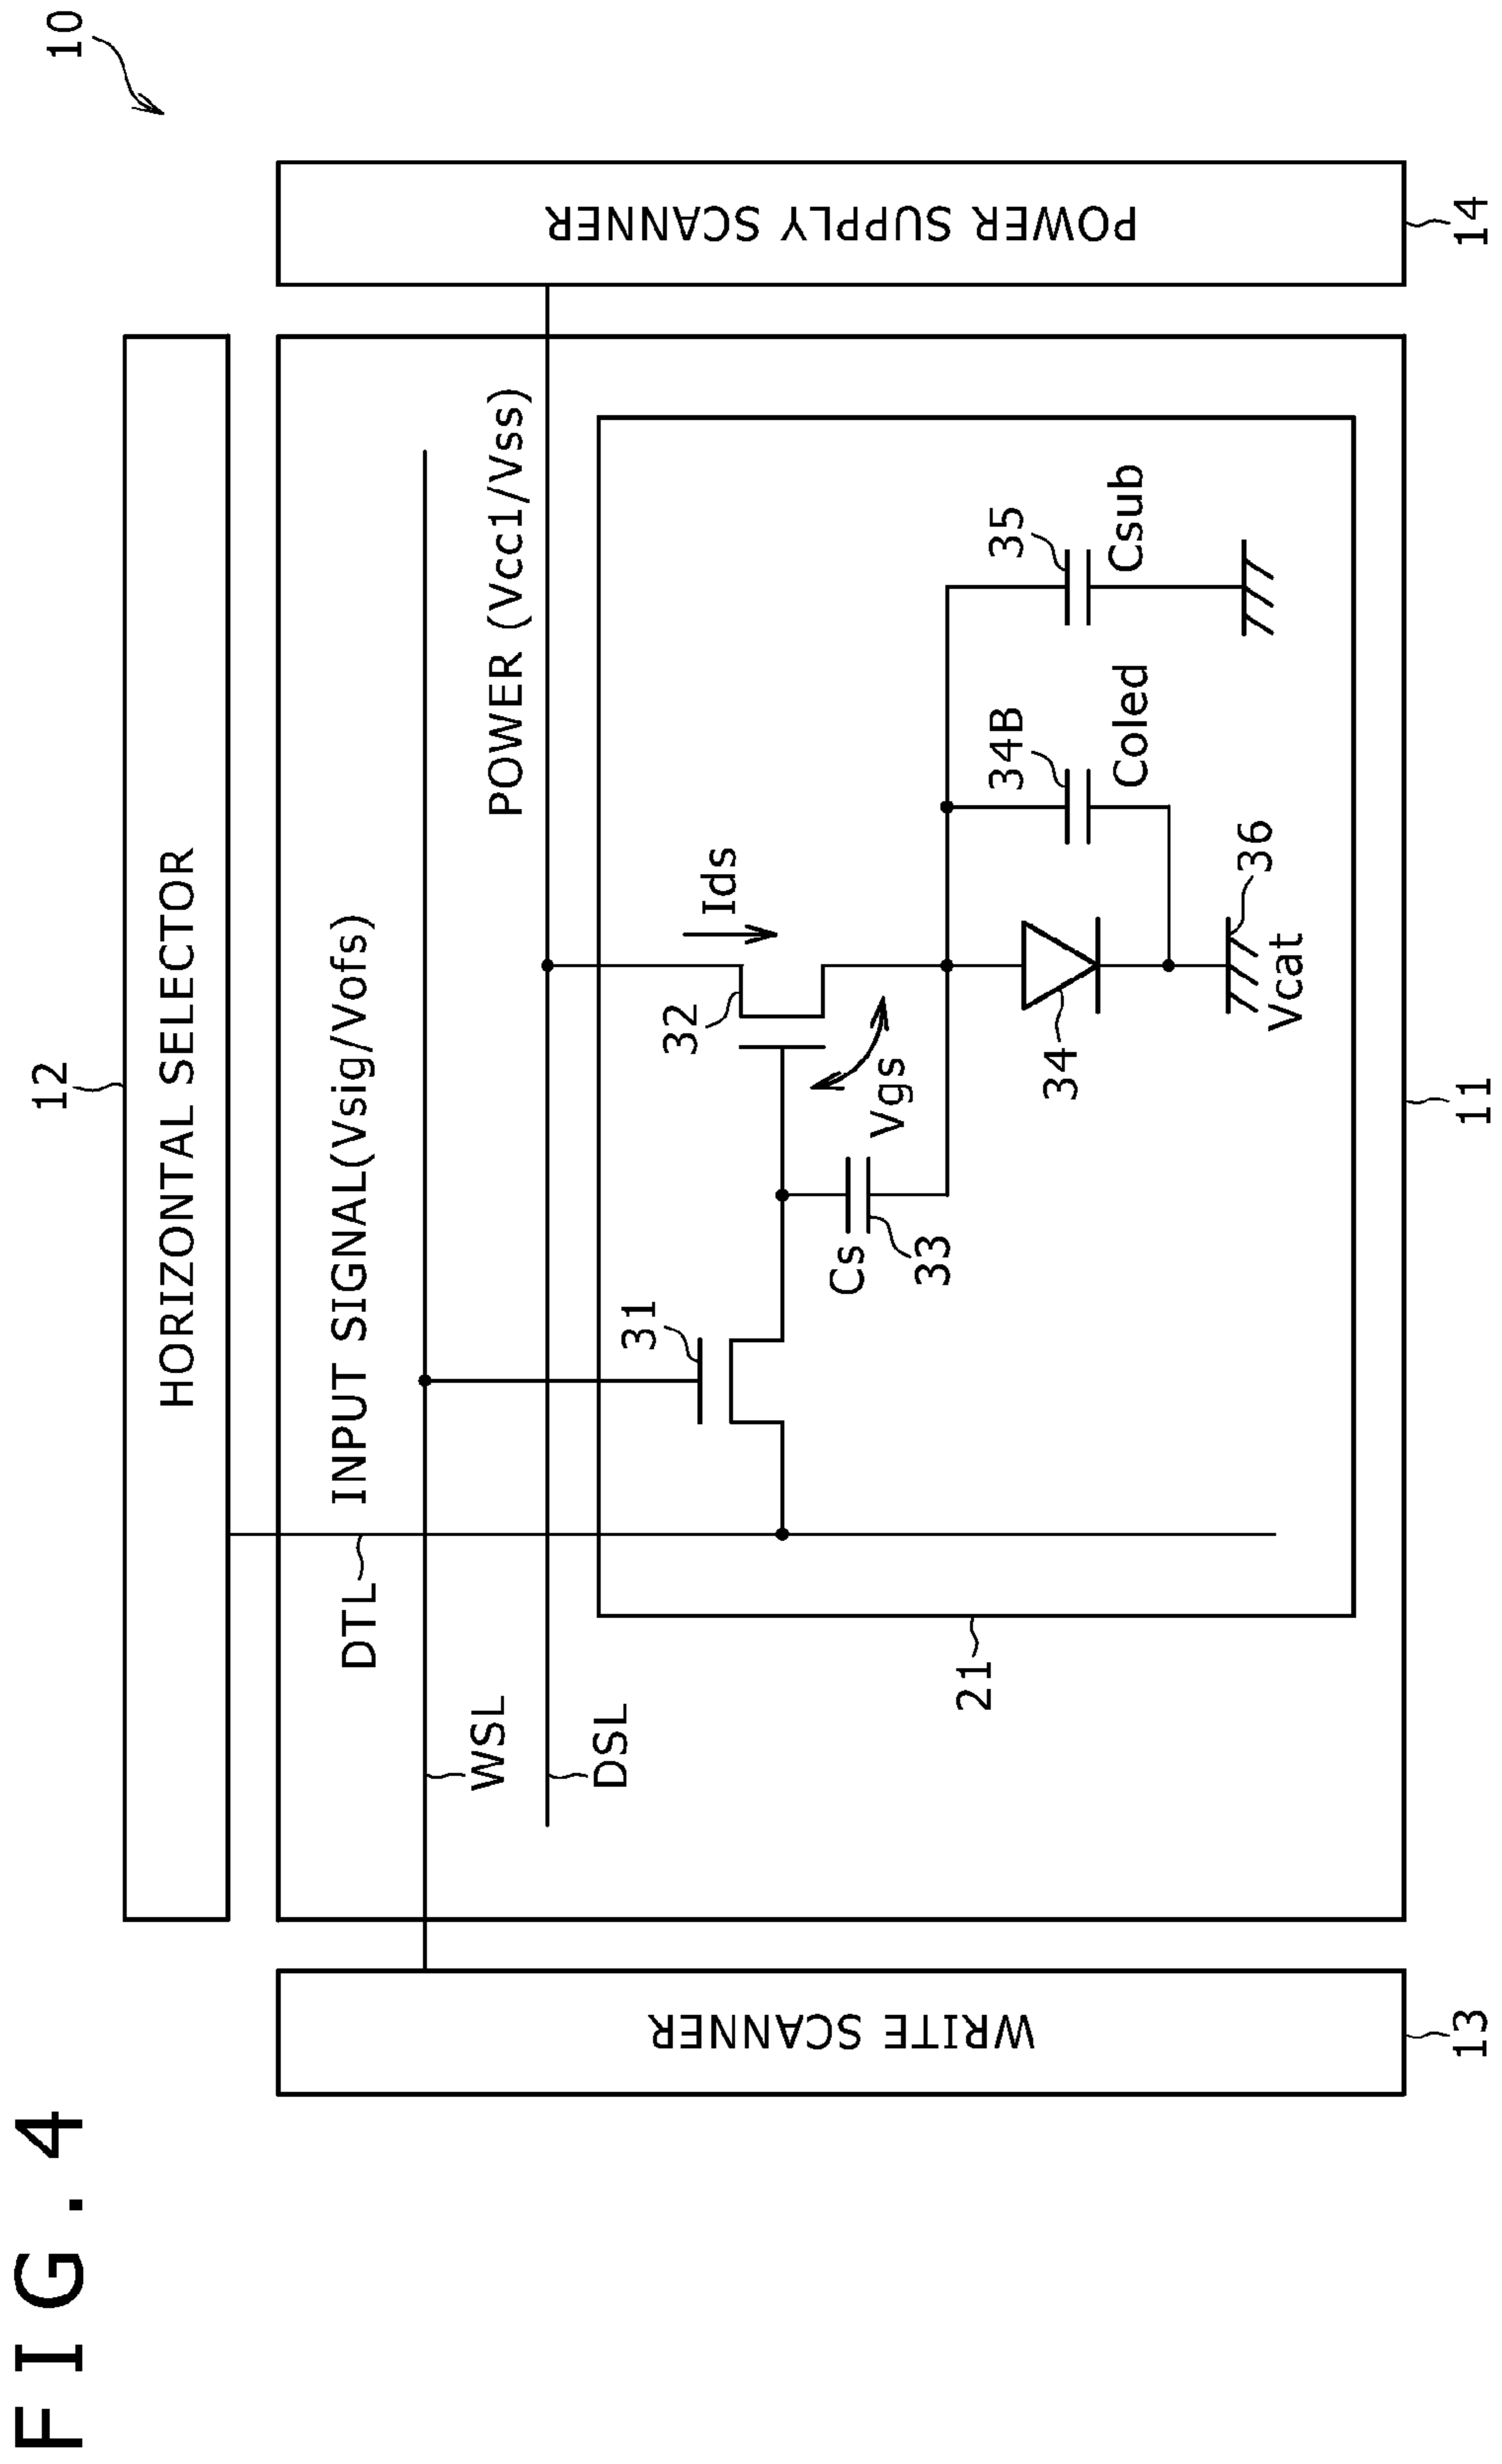 FIG. 4
10
12
HORIZONTAL SELECTOR
DTL
INPUT SIGNAL(Vsig/Vofs)
WSL
POWER (Vcc1/Vss)
DSL
WRITE SCANNER
13
POWER SUPPLY SCANNER
14
31
32
Ids
Cs
33
Vgs
34
34B
Coled
35
Csub
36
Vcat
21
11